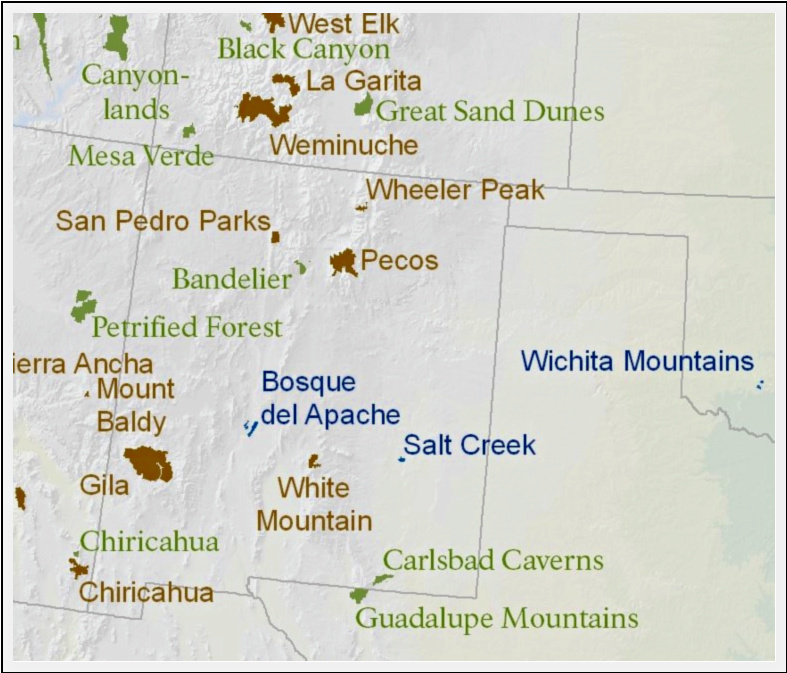 West Elk
n
Black Canyon
Canyon-
lands
La Garita
Great Sand Dunes
Weminuche
Mesa Verde
Wheeler Peak
San Pedro Parks
Pecos
Bandelier
Petrified Forest
ierra Ancha
Mount
Baldy
Wichita Mountains
Bosque
del Apache
Salt Creek
Gila
White
Mountain
Chiricahua
Carlsbad Caverns
Chiricahua
Guadalupe Mountains